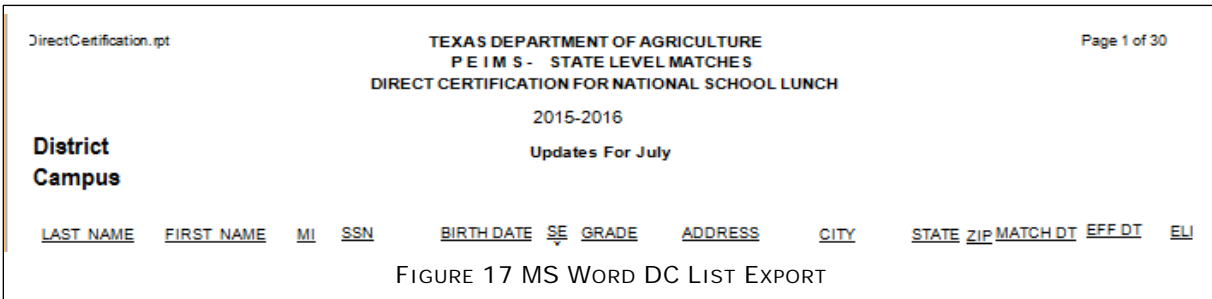 DirectCertification.rpt TEXAS DEPARTMENT OF AGRICULTURE Page 1 of 30
P E I M S - STATE LEVEL MATCHES
DIRECT CERTIFICATION FOR NATIONAL SCHOOL LUNCH
2015-2016
District Updates For July
Campus
LAST NAME FIRST NAME MI SSN BIRTH DATE SE GRADE ADDRESS CITY STATE ZIP MATCH DT EFF DT ELI
FIGURE 17 MS WORD DC LIST EXPORT